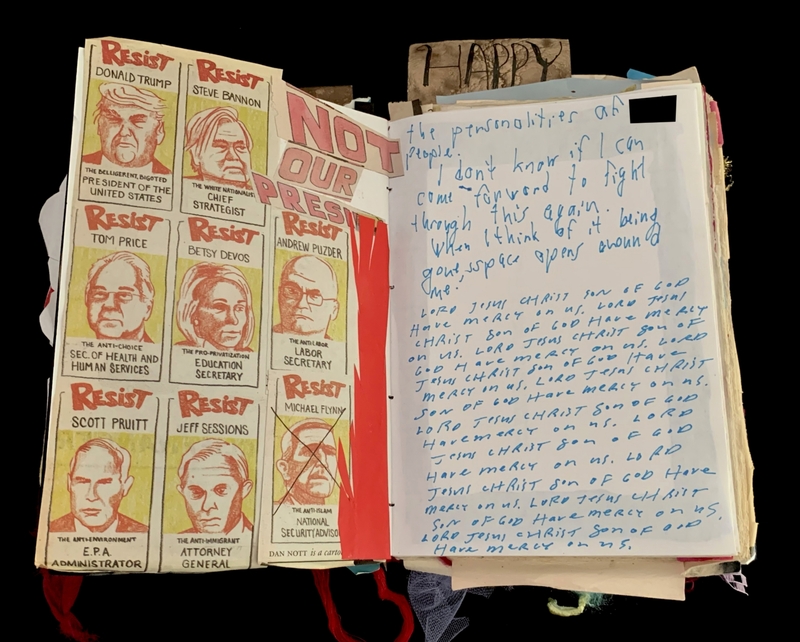 RESIST
DONALD TRUMP
THE BELLIGERENT, BIGOTED
PRESIDENT OF THE
UNITED STATES
RESIST
STEVE BANNON
THE WHITE NATIONALIST
CHIEF
STRATEGIST
NOT
OUR
PRESI
RESIST
TOM PRICE
THE ANTI-CHOICE
SEC. OF HEALTH AND
HUMAN SERVICES
RESIST
BETSY DEVOS
THE PRO-PRIVATIZATION
EDUCATION
SECRETARY
RESIST
ANDREW PUZDER
THE ANTI LABOR
LABOR
SECRETARY
RESIST
SCOTT PRUITT
THE ANTI-ENVIRONMENT
E.P.A.
ADMINISTRATOR
RESIST
JEFF SESSIONS
THE ANTI-IMMIGRANT
ATTORNEY
GENERAL
RESIST
MICHAEL FLYNN
THE ANTI-ISLAM
NATIONAL
SECURITY ADVISO
DAN NOTT is a carto
HAPPY
the personalities of
people.
I don't know if I can
come forward to fight
through this again.
When I think of it being
gone, space opens around
me.
LORD JESUS CHRIST SON OF GOD
Have mercy on us. LORD JESUS
CHRIST SON OF GOD Have mercy
on us. LORD JESUS CHRIST SON OF
GOD Have mercy on us. LORD
JESUS CHRIST SON OF GOD Have
mercy on us. LORD JESUS CHRIST
SON OF GOD Have mercy on us.
LORD JESUS CHRIST SON OF GOD
Have mercy on us. LORD
JESUS CHRIST SON OF GOD
Have mercy on us. LORD
JESUS CHRIST SON OF GOD Have
mercy on us. LORD JESUS CHRIST
SON OF GOD Have mercy on us.
LORD JESUS CHRIST SON OF GOD
Have mercy on us.